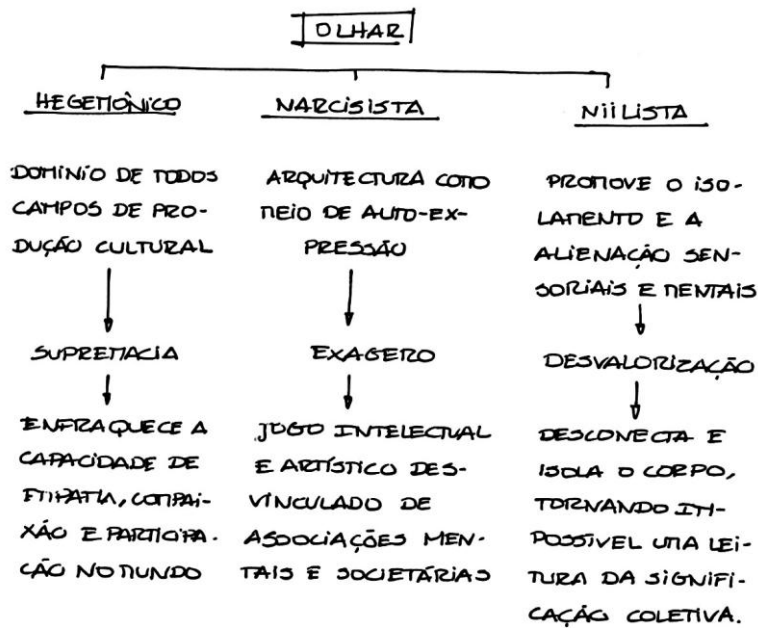 OLHAR
HEGEMÔNICO
DOMÍNIO DE TODOS
CAMPOS DE PRO-
DUÇÃO CULTURAL
SUPREMACIA
ENFRAQUECE A
CAPACIDADE DE
EMPATIA, COMPAI-
XÃO E PARTICIPA-
ÇÃO NO MUNDO
NARCISISTA
ARQUITECTURA COMO
MEIO DE AUTO-EX-
PRESSÃO
EXAGERO
JOGO INTELECTUAL
E ARTÍSTICO DES-
VINCULADO DE
ASSOCIAÇÕES MEN-
TAIS E SOCIETÁRIAS
NIILISTA
PROMOVE O ISO-
LAMENTO E A
ALIENAÇÃO SEN-
SORIAIS E MENTAIS
DESVALORIZAÇÃO
DESCONECTA E
ISOLA O CORPO,
TORNANDO IM-
POSSÍVEL UMA LEI-
TURA DA SIGNIFI-
CAÇÃO COLETIVA.